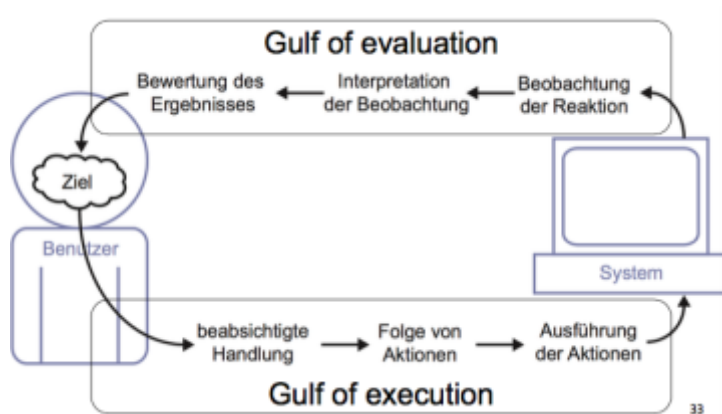 Gulf of evaluation
Bewertung des
Ergebnisses
Interpretation
der Beobachtung
Beobachtung
der Reaktion
Ziel
Benutzer
System
beabsichtigte
Handlung
Folge von
Aktionen
Ausführung
der Aktionen
Gulf of execution
33